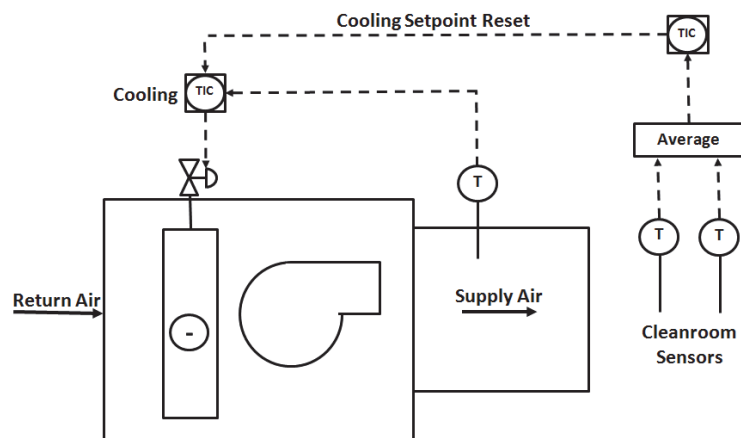 Cooling Setpoint Reset
TIC
Cooling
TIC
Average
T
T
T
Return Air
-
Supply Air
Cleanroom
Sensors